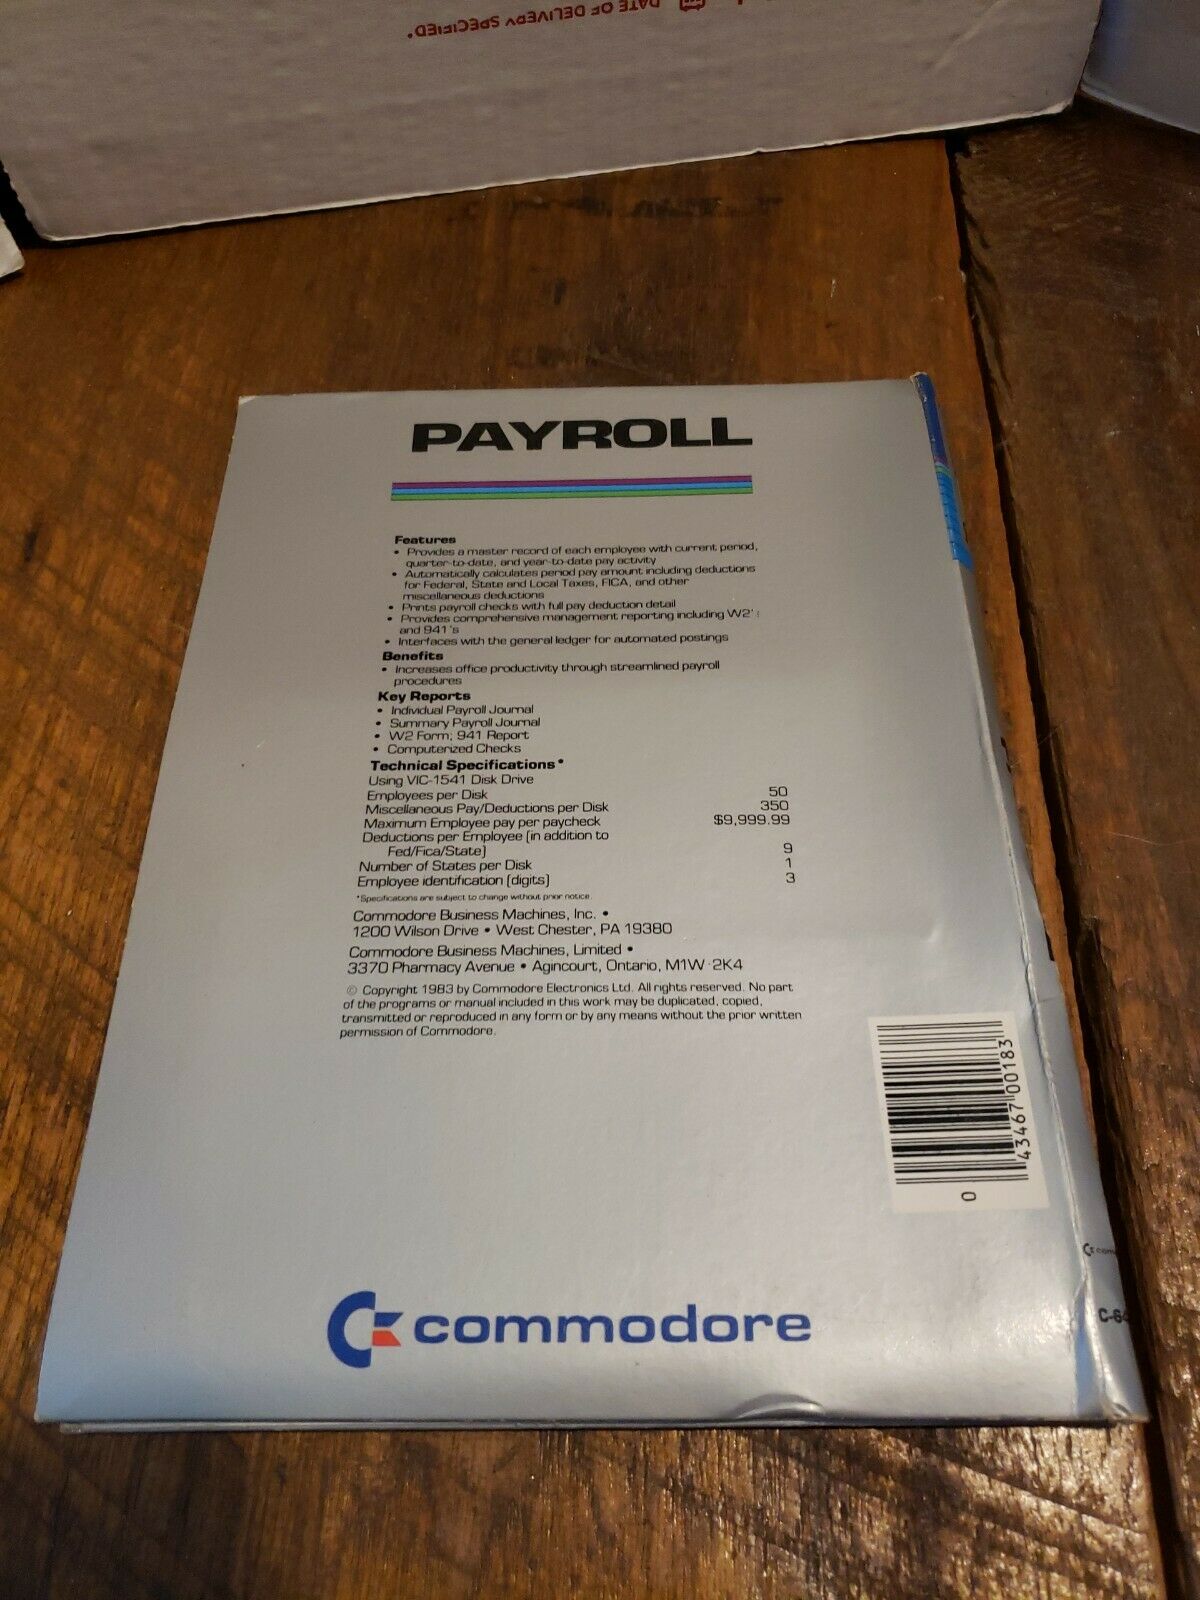 DATE OF DELIVERY SPECIFIED*
PAYROLL
Features
• Provides a master record of each employee with current period,
quarter-to-date, and year-to-date pay activity
• Automatically calculates period pay amount including deductions
for Federal, State and Local Taxes, FICA, and other
miscellaneous deductions
• Prints payroll checks with full pay deduction detail
• Provides comprehensive management reporting including W2's
and 941's
• Interfaces with the general ledger for automated postings
Benefits
• Increases office productivity through streamlined payroll
procedures
Key Reports
• Individual Payroll Journal
• Summary Payroll Journal
• W2 Form; 941 Report
• Computerized Checks
Technical Specifications*
Using VIC-1541 Disk Drive
Employees per Disk 50
Miscellaneous Pay/Deductions per Disk 350
Maximum Employee pay per paycheck $9,999.99
Deductions per Employee (in addition to
Fed/Fica/State) 9
Number of States per Disk 1
Employee identification (digits) 3
*Specifications are subject to change without prior notice.
Commodore Business Machines, Inc. •
1200 Wilson Drive • West Chester, PA 19380
Commodore Business Machines, Limited •
3370 Pharmacy Avenue • Agincourt, Ontario, M1W 2K4
© Copyright 1983 by Commodore Electronics Ltd. All rights reserved. No part
of the programs or manual included in this work may be duplicated, copied,
transmitted or reproduced in any form or by any means without the prior written
permission of Commodore.
0 43467 00183
commodore
com
C-64